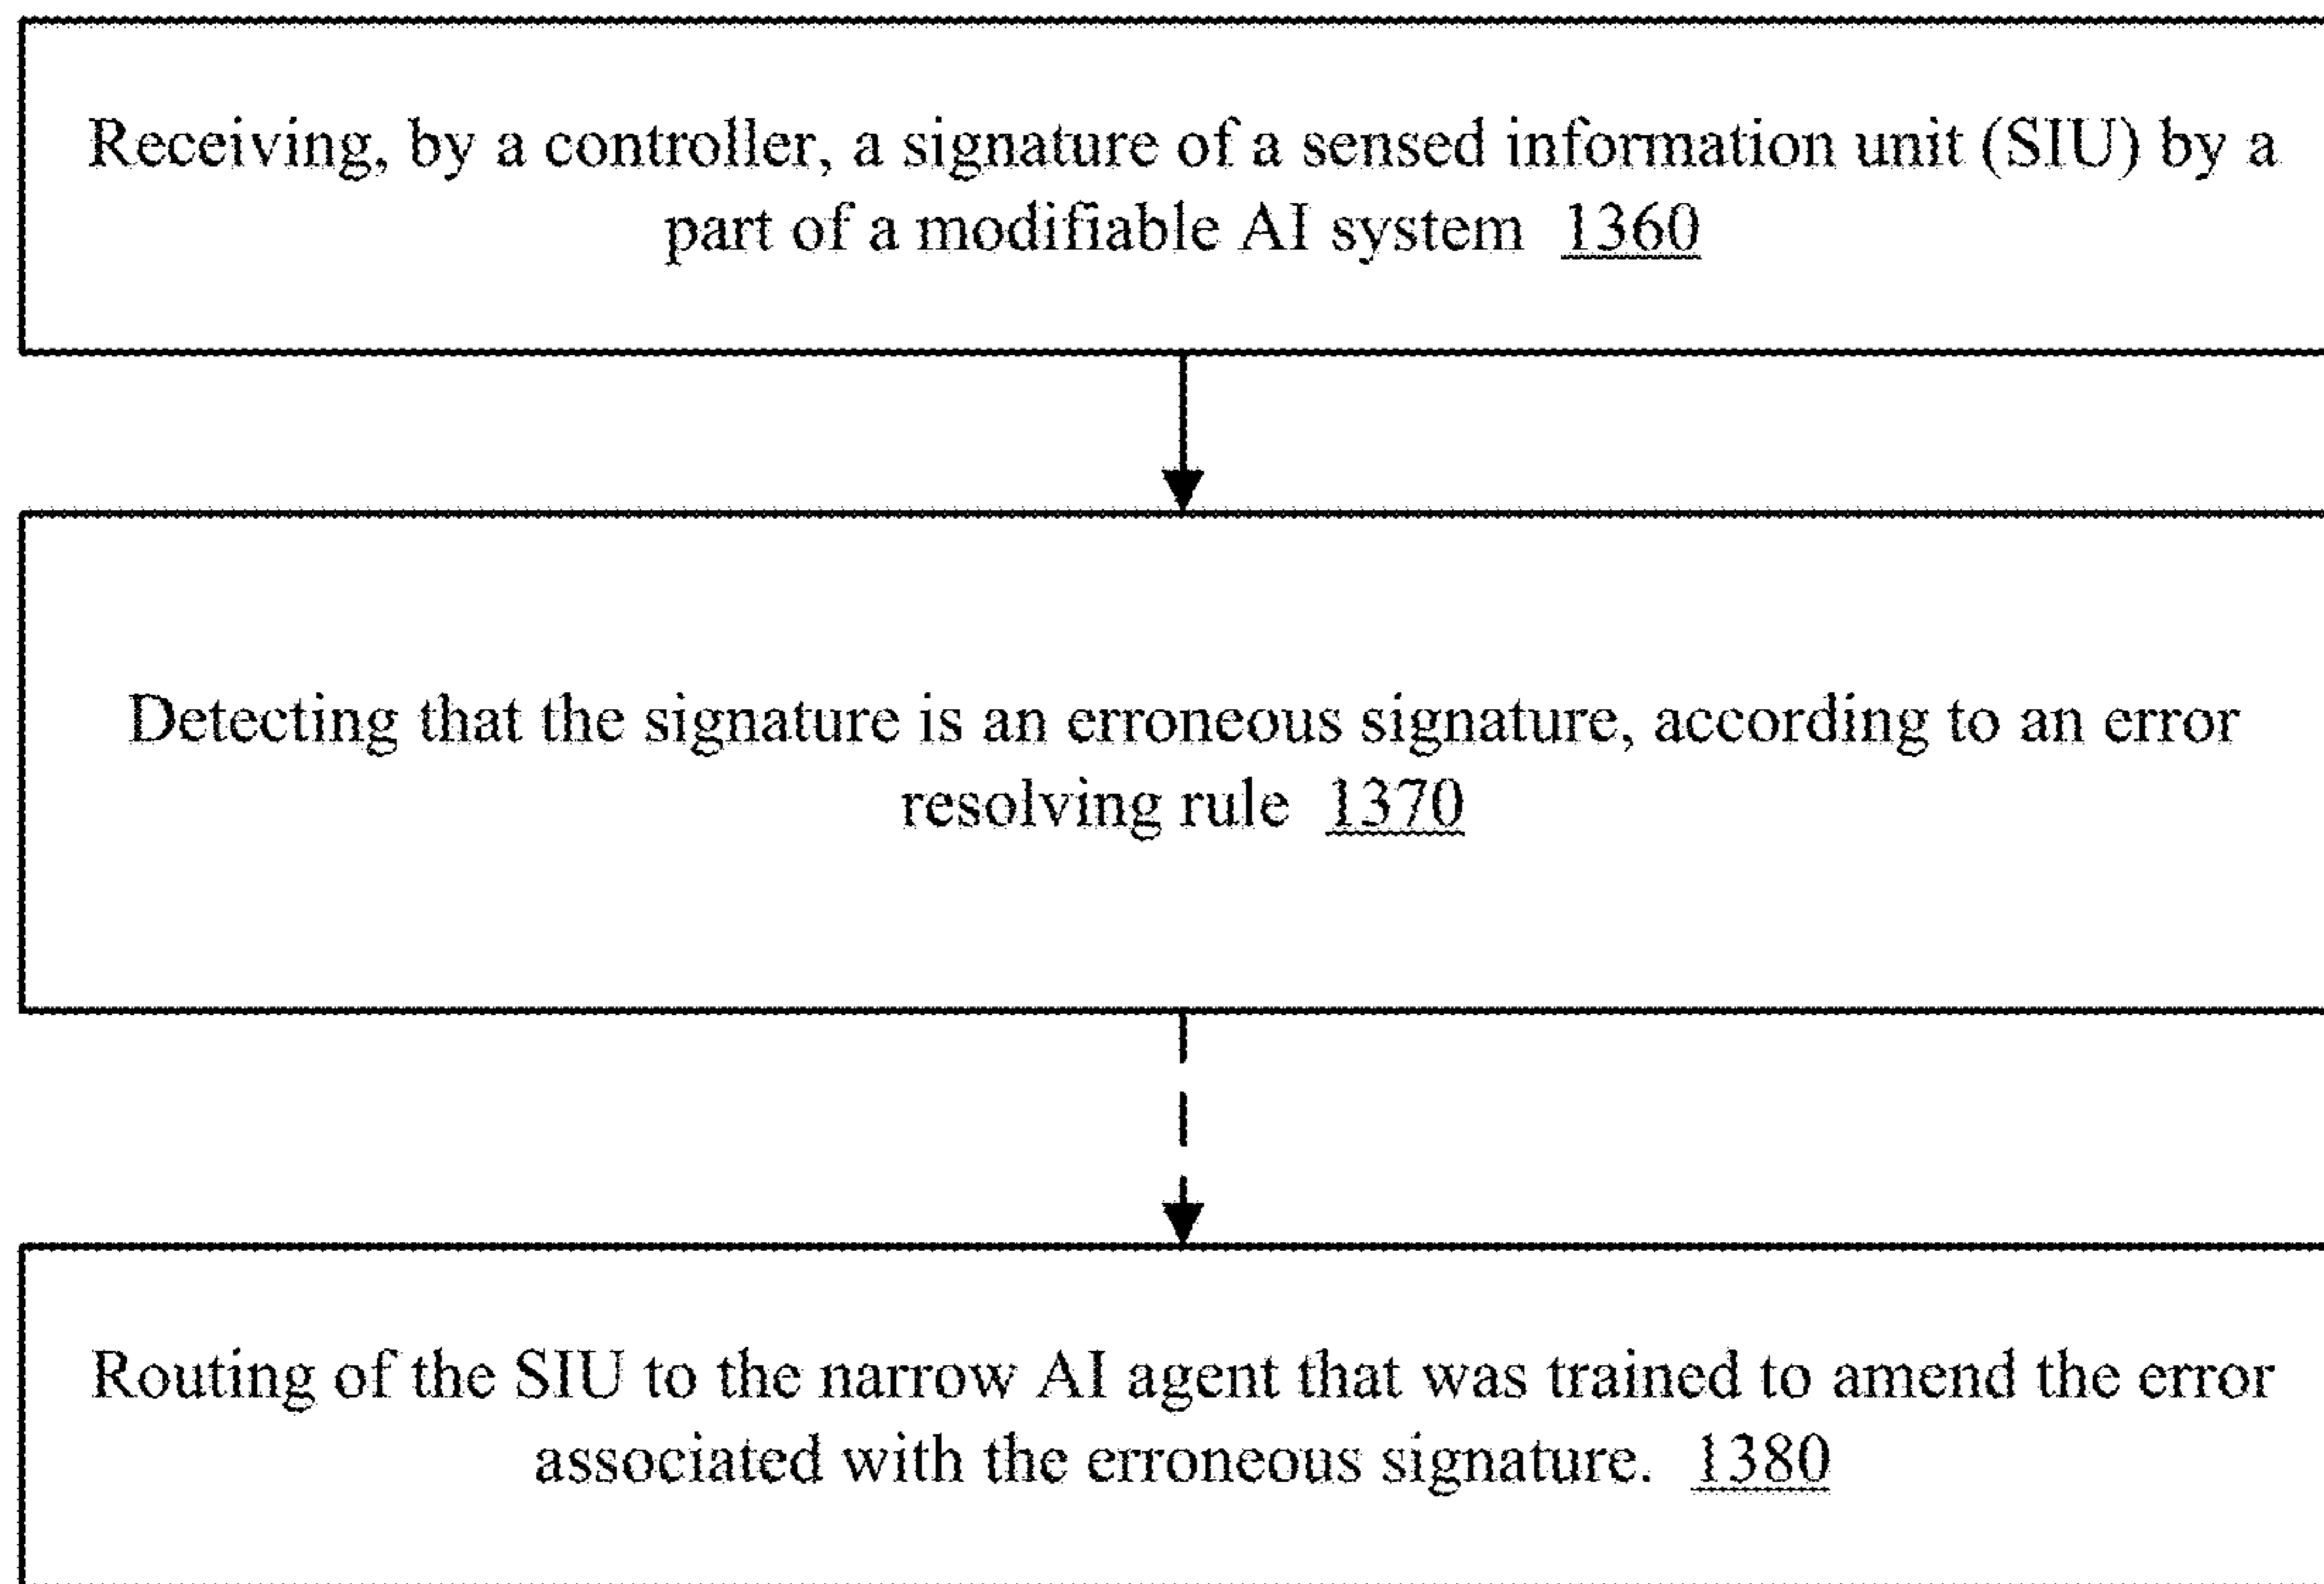 Receiving, by a controller, a signature of a sensed information unit (SIU) by a
part of a modifiable AI system 1360
Detecting that the signature is an erroneous signature, according to an error
resolving rule 1370
Routing of the SIU to the narrow AI agent that was trained to amend the error
associated with the erroneous signature. 1380